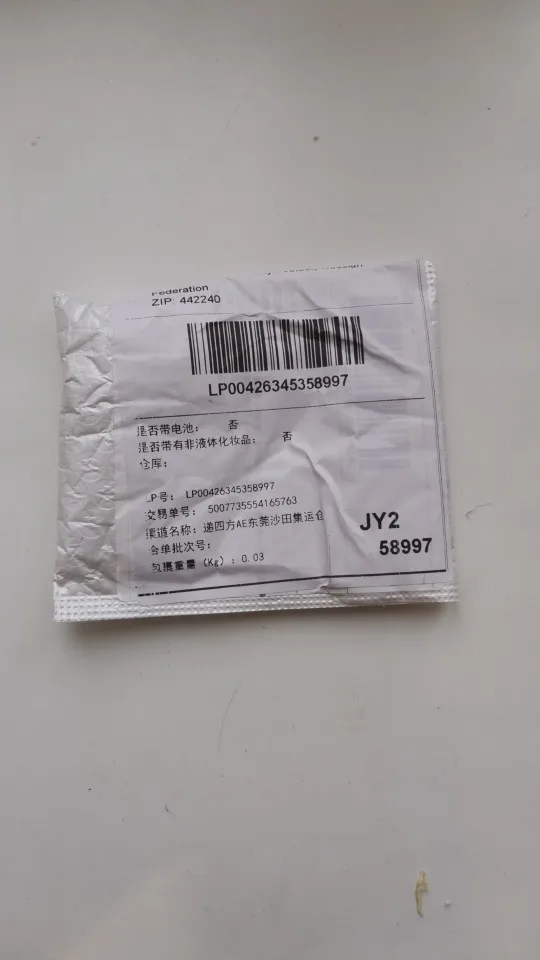 Federation
ZIP: 442240
LP00426345358997
是否带电池： 否
是否带有非液体化妆品： 否
仓库：
LP号： LP00426345358997
交易单号： 5007735554165763
渠道名称：递四方AE东莞沙田集运仓
合单批次号：
包裹重量（Kg）：0.03
JY2
58997